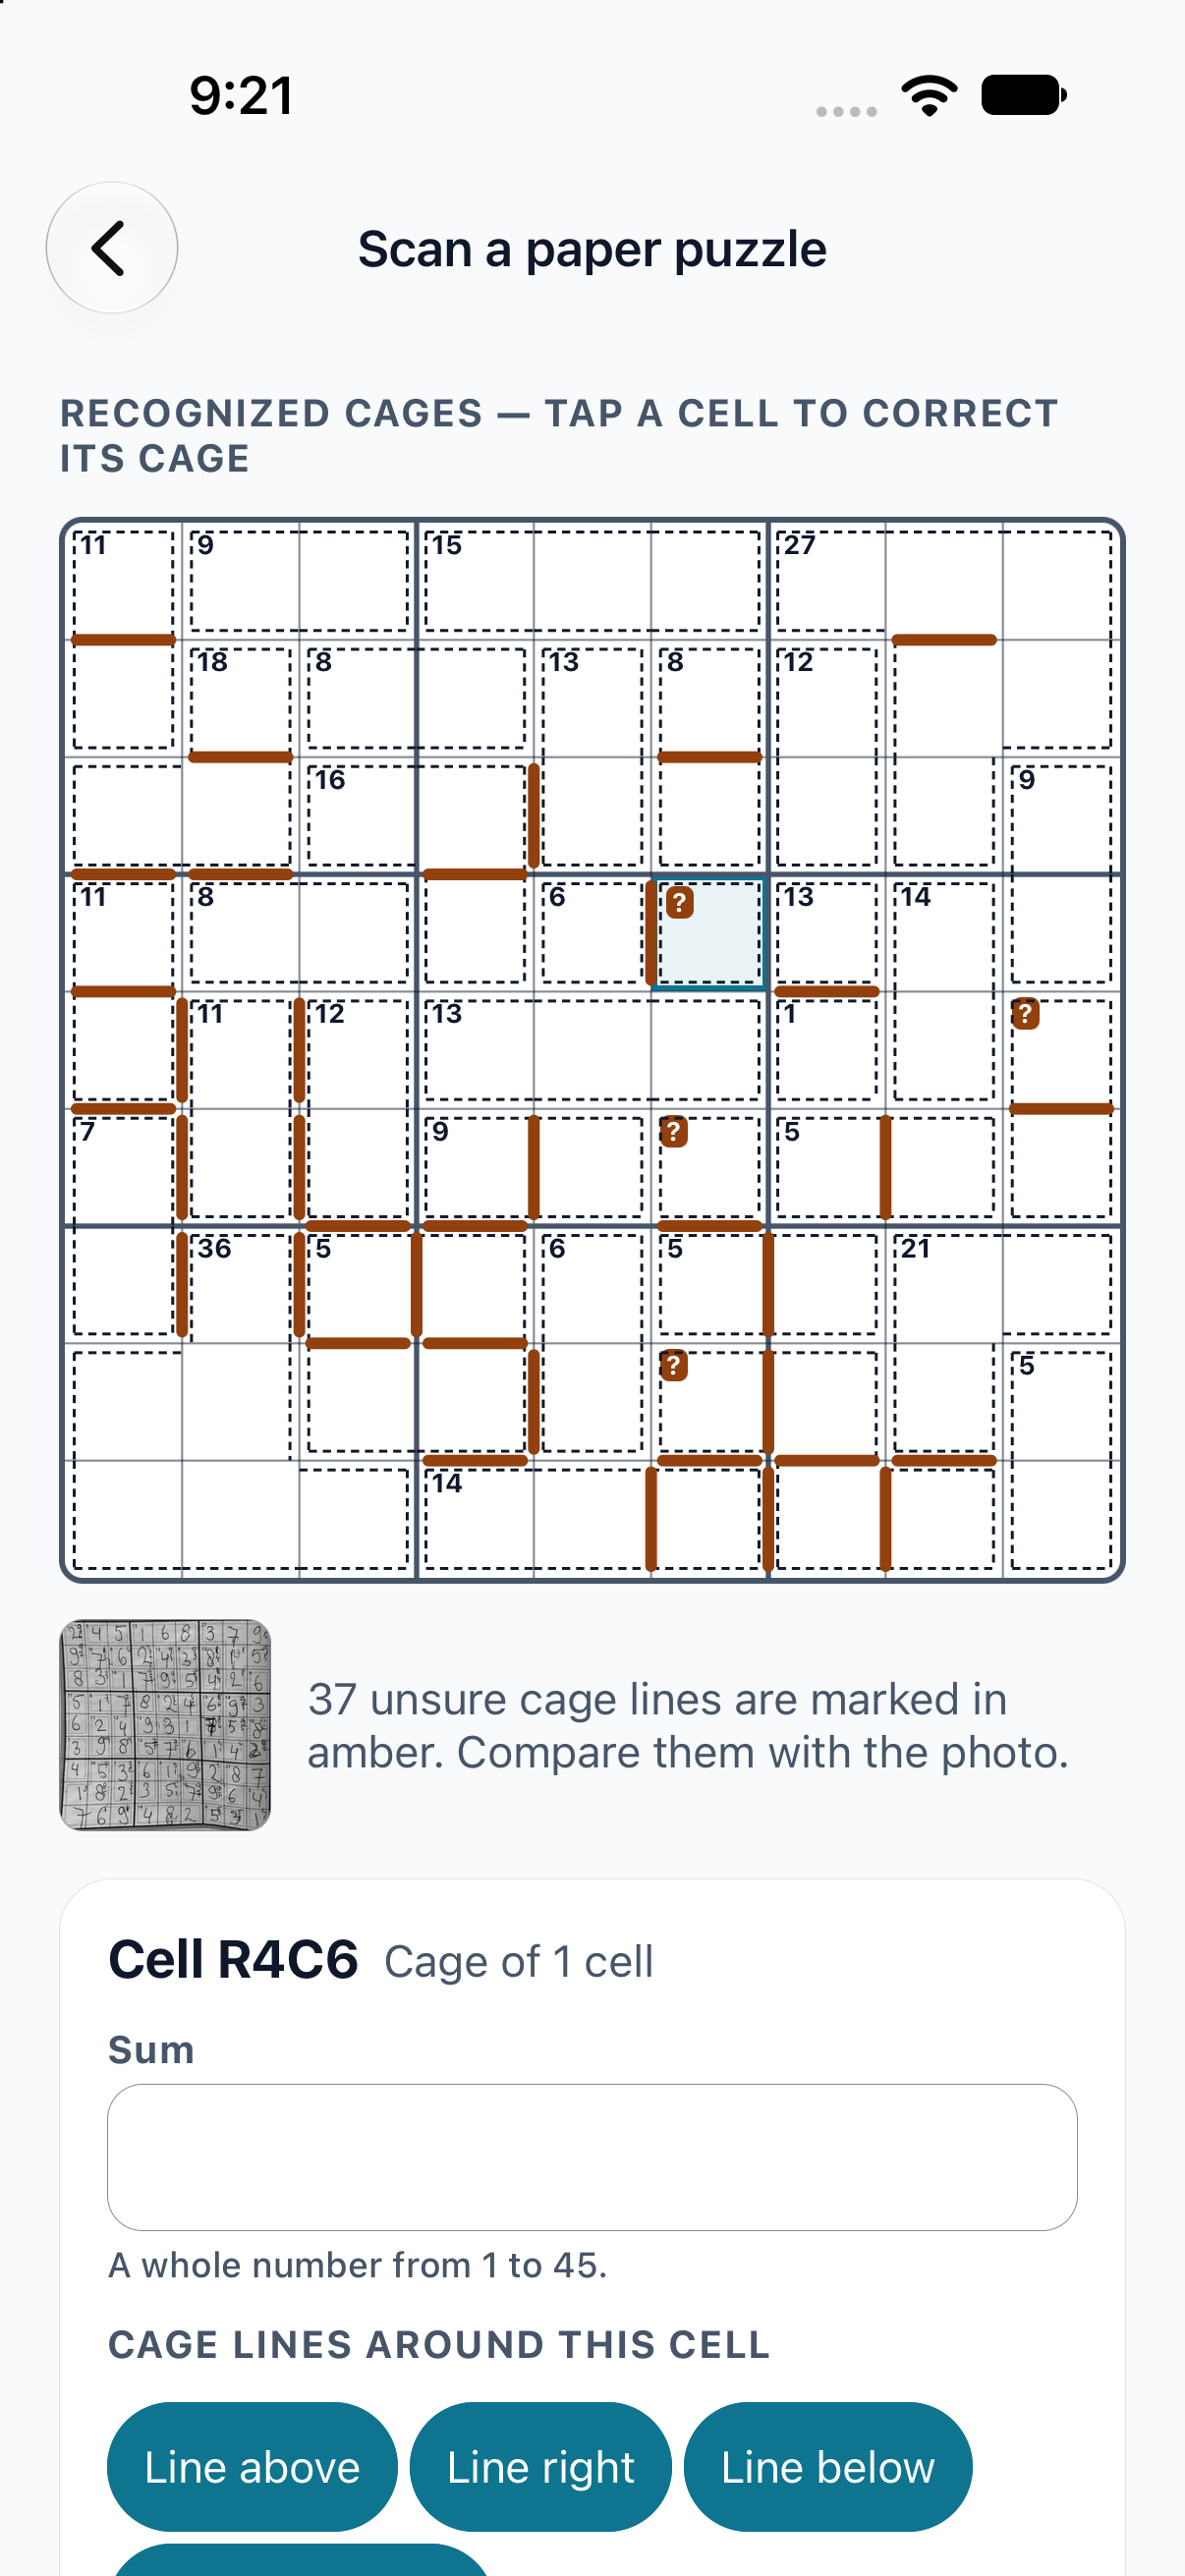 9:21
Scan a paper puzzle
RECOGNIZED CAGES — TAP A CELL TO CORRECT
ITS CAGE
11 9 15 27
18 8 13 8 12
16 9
11 8 6 ? 13 14
11 12 13 1 ?
7 9 ? 5
36 5 6 5 21
? 5
14
37 unsure cage lines are marked in
amber. Compare them with the photo.
Cell R4C6 Cage of 1 cell
Sum
A whole number from 1 to 45.
CAGE LINES AROUND THIS CELL
Line above Line right Line below